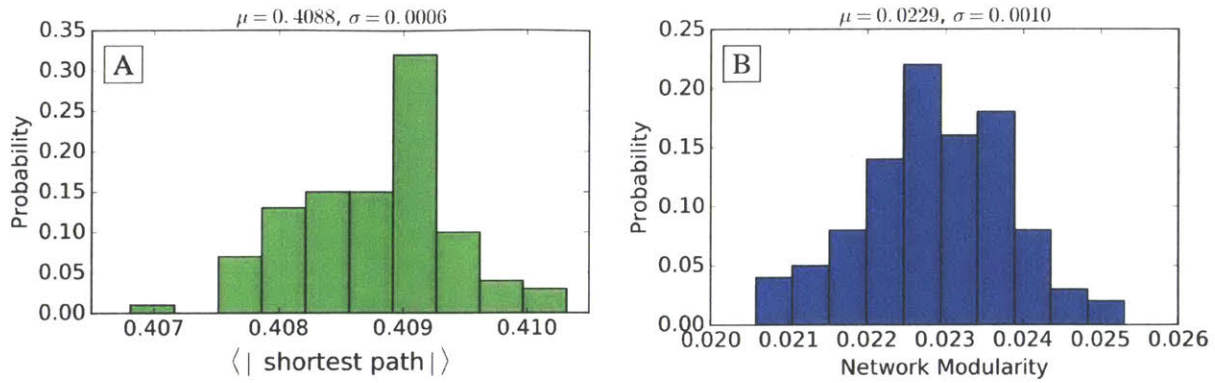 μ = 0.4088, σ = 0.0006
A
0.35
0.30
0.25
0.20
0.15
0.10
0.05
0.00
Probability
0.407 0.408 0.409 0.410
⟨| shortest path |⟩
μ = 0.0229, σ = 0.0010
B
0.25
0.20
0.15
0.10
0.05
0.00
Probability
0.020 0.021 0.022 0.023 0.024 0.025 0.026
Network Modularity